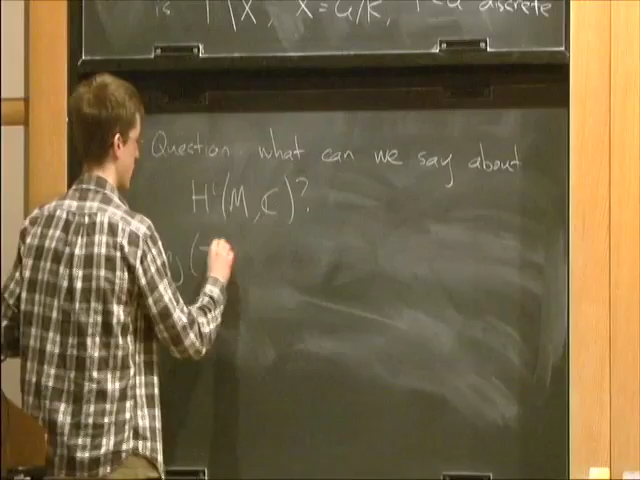 is Γ\X, X = G/K, Γ<G discrete
Question: what can we say about
H¹(M, ℂ)?